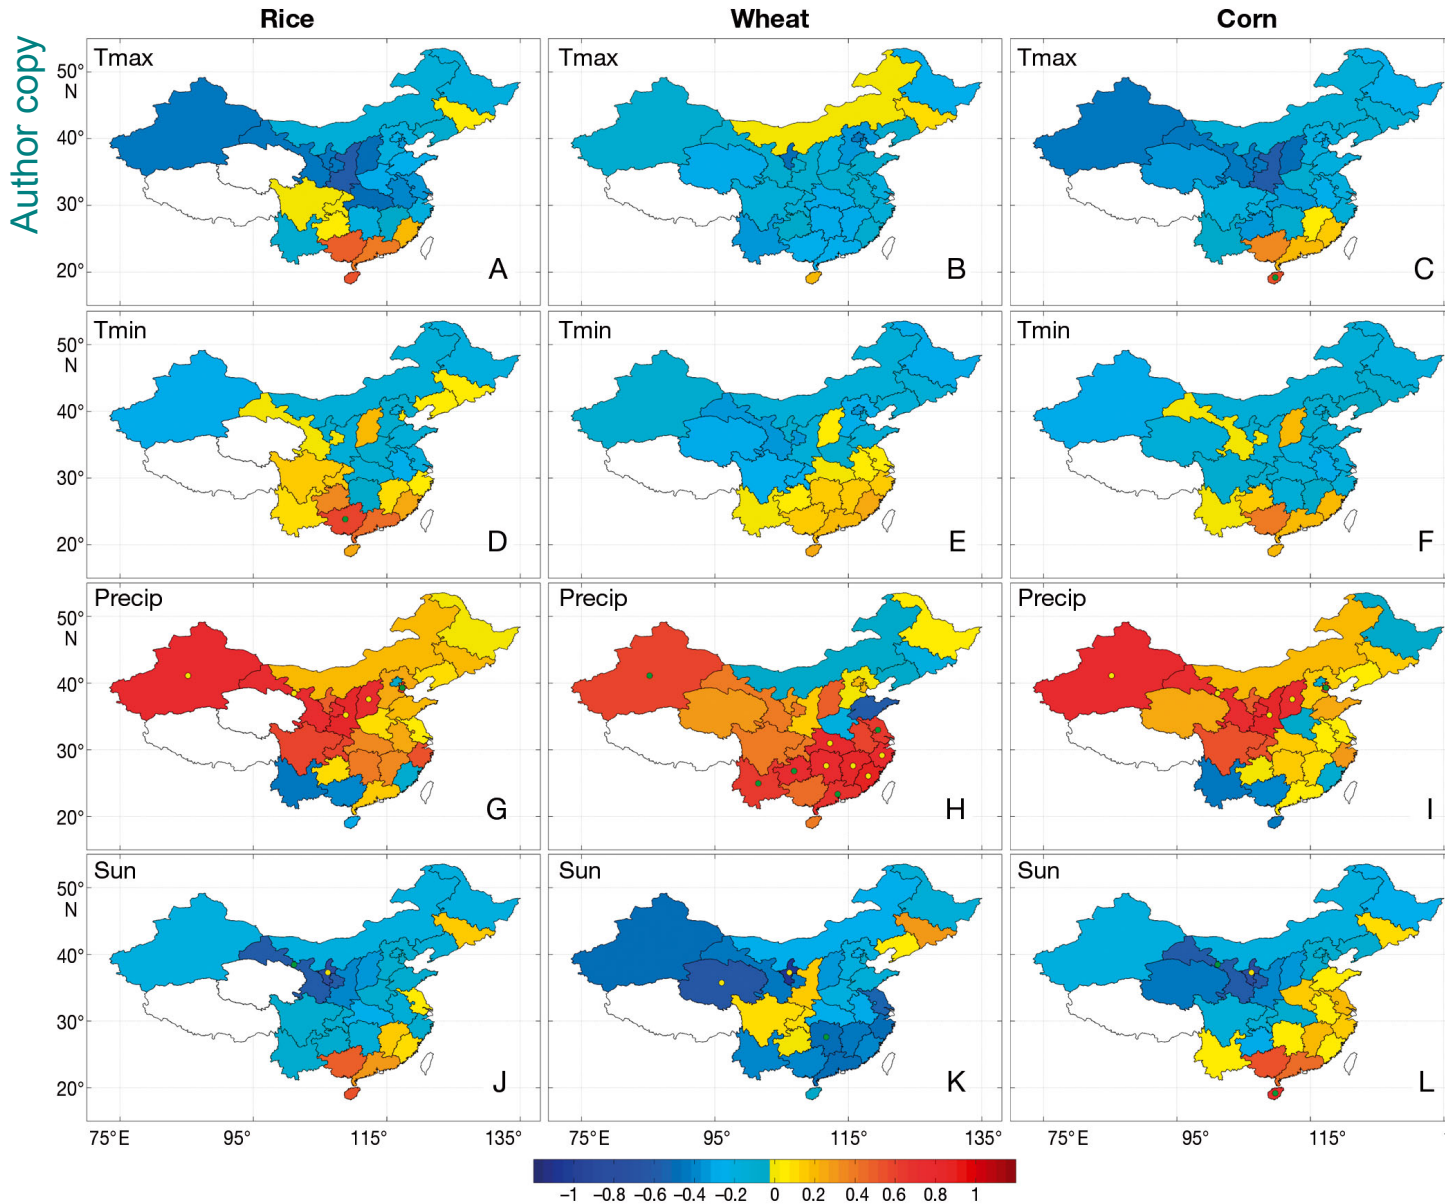 Author copy
Rice Wheat Corn
Tmax Tmax Tmax
50°
N
40°
30°
20°
A B C
Tmin Tmin Tmin
50°
N
40°
30°
20°
D E F
Precip Precip Precip
50°
N
40°
30°
20°
G H I
Sun Sun Sun
50°
N
40°
30°
20°
J K L
75°E 95° 115° 135° 75°E 95° 115° 135° 75°E 95° 115°
−1 −0.8 −0.6 −0.4 −0.2 0 0.2 0.4 0.6 0.8 1